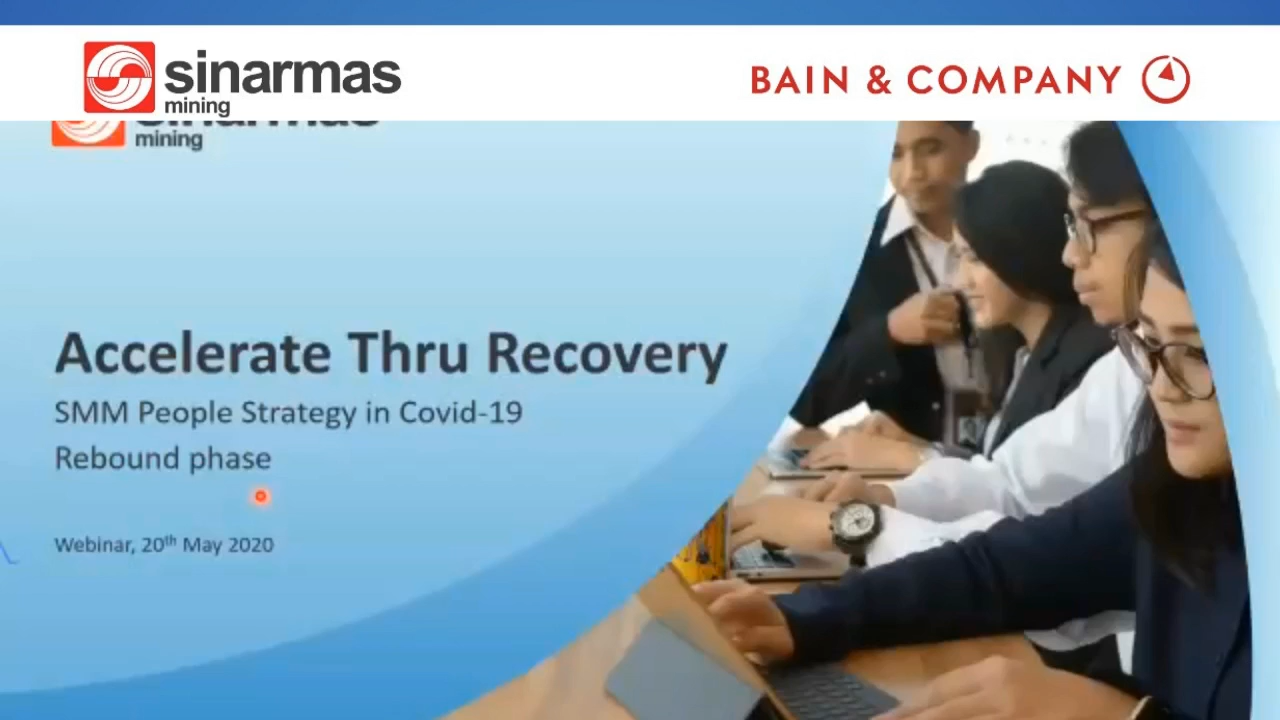 sinarmas
mining
BAIN & COMPANY
sinarmas
mining
Accelerate Thru Recovery
SMM People Strategy in Covid-19
Rebound phase
Webinar, 20th May 2020